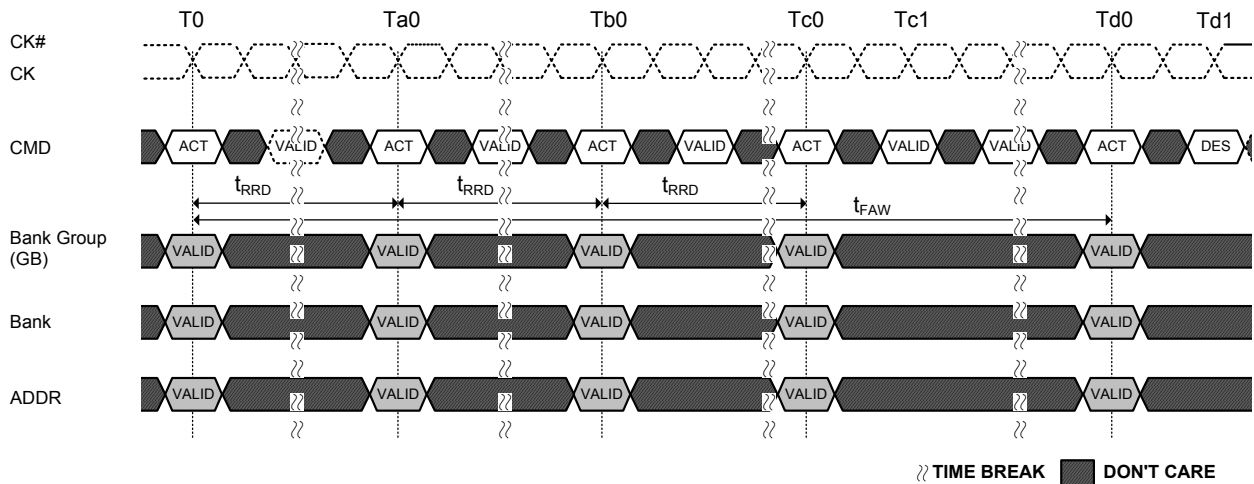 T0 Ta0 Tb0 Tc0 Tc1 Td0 Td1
CK#
CK
CMD ACT VALID ACT VALID ACT VALID ACT VALID VALID ACT DES
tRRD tRRD tRRD
tFAW
Bank Group
(GB)
VALID VALID VALID VALID VALID
Bank VALID VALID VALID VALID VALID
ADDR VALID VALID VALID VALID VALID
TIME BREAK DON'T CARE